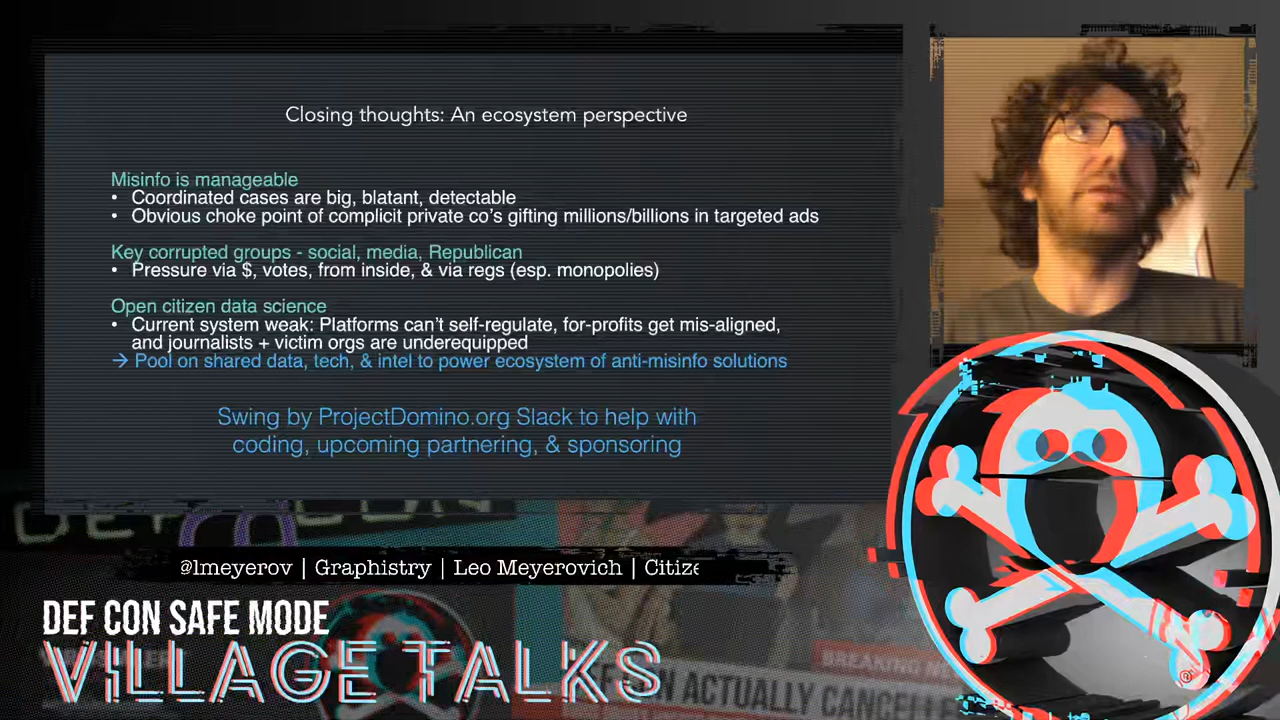 Closing thoughts: An ecosystem perspective
Misinfo is manageable
• Coordinated cases are big, blatant, detectable
• Obvious choke point of complicit private co's gifting millions/billions in targeted ads
Key corrupted groups - social, media, Republican
• Pressure via $, votes, from inside, & via regs (esp. monopolies)
Open citizen data science
• Current system weak: Platforms can't self-regulate, for-profits get mis-aligned,
and journalists + victim orgs are underequipped
→ Pool on shared data, tech, & intel to power ecosystem of anti-misinfo solutions
Swing by ProjectDomino.org Slack to help with
coding, upcoming partnering, & sponsoring
DEF CON
@lmeyerov | Graphistry | Leo Meyerovich | Citize
DEF CON SAFE MODE
VILLAGE TALKS
BREAKING NE
F CON ACTUALLY CANCELLE
®